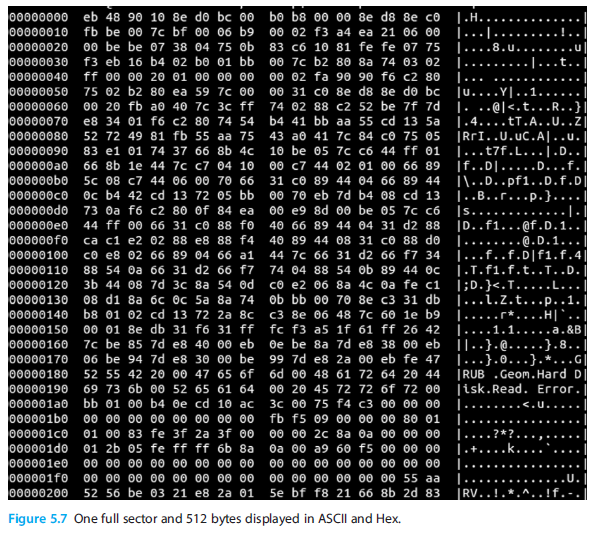 00000000 eb 48 90 10 8e d0 bc 00 b0 b8 00 00 8e d8 8e c0 |.H..............|
00000010 fb be 00 7c bf 00 06 b9 00 02 f3 a4 ea 21 06 00 |...|.........!..|
00000020 00 be be 07 38 04 75 0b 83 c6 10 81 fe fe 07 75 |....8.u........u|
00000030 f3 eb 16 b4 02 b0 01 bb 00 7c b2 80 8a 74 03 02 |.........|...t..|
00000040 ff 00 00 20 01 00 00 00 00 02 fa 90 90 f6 c2 80 |... ............|
00000050 75 02 b2 80 ea 59 7c 00 00 31 c0 8e d8 8e d0 bc |u....Y|..1......|
00000060 00 20 fb a0 40 7c 3c ff 74 02 88 c2 52 be 7f 7d |. ..@|<.t...R..}|
00000070 e8 34 01 f6 c2 80 74 54 b4 41 bb aa 55 cd 13 5a |.4....tT.A..U..Z|
00000080 52 72 49 81 fb 55 aa 75 43 a0 41 7c 84 c0 75 05 |RrI..U.uC.A|..u.|
00000090 83 e1 01 74 37 66 8b 4c 10 be 05 7c c6 44 ff 01 |...t7f.L...|.D..|
000000a0 66 8b 1e 44 7c c7 04 10 00 c7 44 02 01 00 66 89 |f..D|.....D...f.|
000000b0 5c 08 c7 44 06 00 70 66 31 c0 89 44 04 66 89 44 |\..D..pf1..D.f.D|
000000c0 0c b4 42 cd 13 72 05 bb 00 70 eb 7d b4 08 cd 13 |..B..r...p.}....|
000000d0 73 0a f6 c2 80 0f 84 ea 00 e9 8d 00 be 05 7c c6 |s.............|.|
000000e0 44 ff 00 66 31 c0 88 f0 40 66 89 44 04 31 d2 88 |D..f1...@f.D.1..|
000000f0 ca c1 e2 02 88 e8 88 f4 40 89 44 08 31 c0 88 d0 |........@.D.1...|
00000100 c0 e8 02 66 89 04 66 a1 44 7c 66 31 d2 66 f7 34 |...f..f.D|f1.f.4|
00000110 88 54 0a 66 31 d2 66 f7 74 04 88 54 0b 89 44 0c |.T.f1.f.t..T..D.|
00000120 3b 44 08 7d 3c 8a 54 0d c0 e2 06 8a 4c 0a fe c1 |;D.}<.T.....L...|
00000130 08 d1 8a 6c 0c 5a 8a 74 0b bb 00 70 8e c3 31 db |...l.Z.t...p..1.|
00000140 b8 01 02 cd 13 72 2a 8c c3 8e 06 48 7c 60 1e b9 |.....r*....H|`..|
00000150 00 01 8e db 31 f6 31 ff fc f3 a5 1f 61 ff 26 42 |....1.1.....a.&B|
00000160 7c be 85 7d e8 40 00 eb 0e be 8a 7d e8 38 00 eb ||..}.@.....}.8..|
00000170 06 be 94 7d e8 30 00 be 99 7d e8 2a 00 eb fe 47 |...}.0...}.*...G|
00000180 52 55 42 20 00 47 65 6f 6d 00 48 61 72 64 20 44 |RUB .Geom.Hard D|
00000190 69 73 6b 00 52 65 61 64 00 20 45 72 72 6f 72 00 |isk.Read. Error.|
000001a0 bb 01 00 b4 0e cd 10 ac 3c 00 75 f4 c3 00 00 00 |........<.u.....|
000001b0 00 00 00 00 00 00 00 00 fb f5 09 00 00 00 80 01 |................|
000001c0 01 00 83 fe 3f 2a 3f 00 00 00 2c 8a 0a 00 00 00 |....?*?...,.....|
000001d0 01 2b 05 fe ff ff 6b 8a 0a 00 a9 60 f5 00 00 00 |.+....k....`....|
000001e0 00 00 00 00 00 00 00 00 00 00 00 00 00 00 00 00 |................|
000001f0 00 00 00 00 00 00 00 00 00 00 00 00 00 00 55 aa |..............U.|
00000200 52 56 be 03 21 e8 2a 01 5e bf f8 21 66 8b 2d 83 |RV..!.*.^..!f.-.|
Figure 5.7 One full sector and 512 bytes displayed in ASCII and Hex.